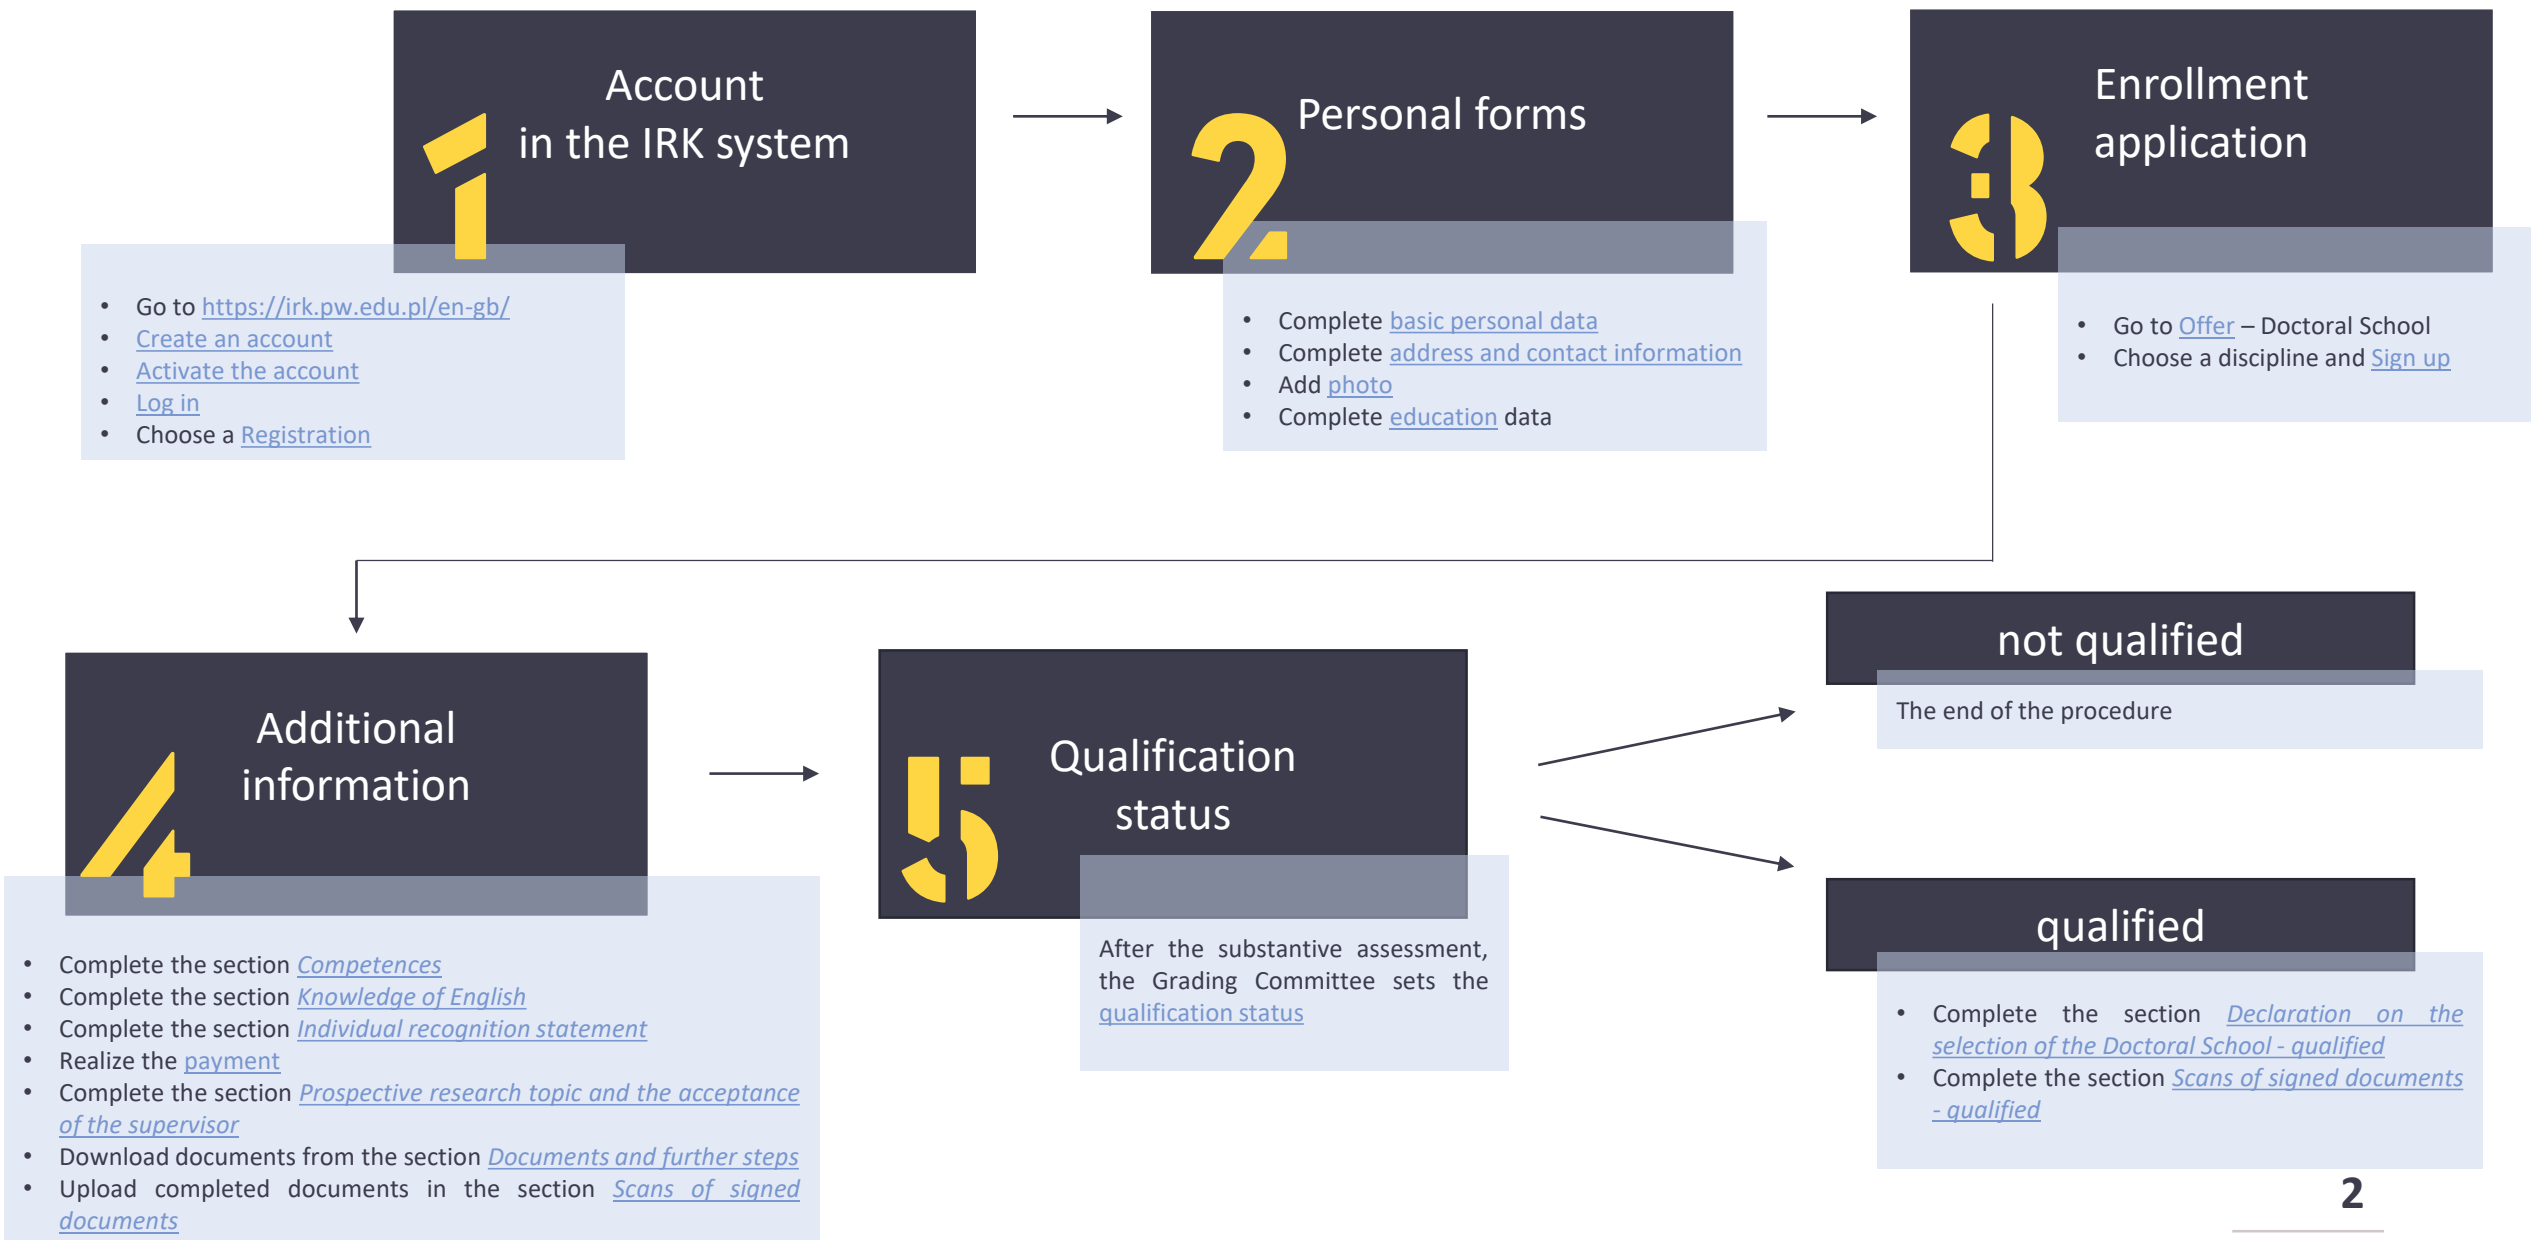 1
Account
in the IRK system
• Go to https://irk.pw.edu.pl/en-gb/
• Create an account
• Activate the account
• Log in
• Choose a Registration
2
Personal forms
• Complete basic personal data
• Complete address and contact information
• Add photo
• Complete education data
3
Enrollment
application
• Go to Offer – Doctoral School
• Choose a discipline and Sign up
4
Additional
information
• Complete the section Competences
• Complete the section Knowledge of English
• Complete the section Individual recognition statement
• Realize the payment
• Complete the section Prospective research topic and the acceptance
of the supervisor
• Download documents from the section Documents and further steps
• Upload completed documents in the section Scans of signed
documents
5
Qualification
status
After the substantive assessment,
the Grading Committee sets the
qualification status
not qualified
The end of the procedure
qualified
• Complete the section Declaration on the
selection of the Doctoral School - qualified
• Complete the section Scans of signed documents
- qualified
2